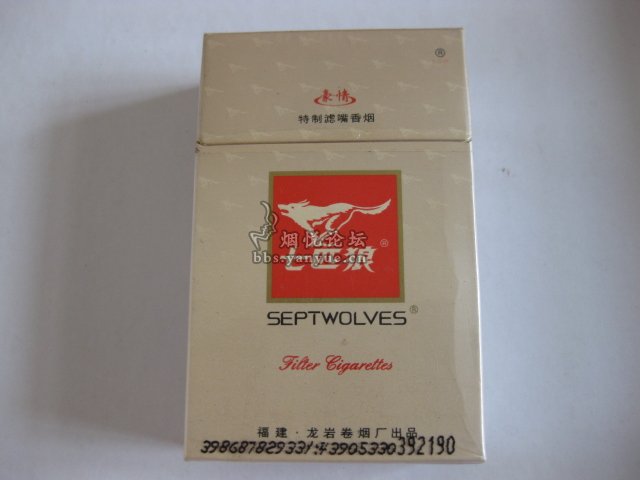 ®
豪情
特制滤嘴香烟
烟悦论坛
bbs.yanyue.cn
七匹狼®
SEPTWOLVES®
Filter Cigarettes
福建·龙岩卷烟厂出品
392190